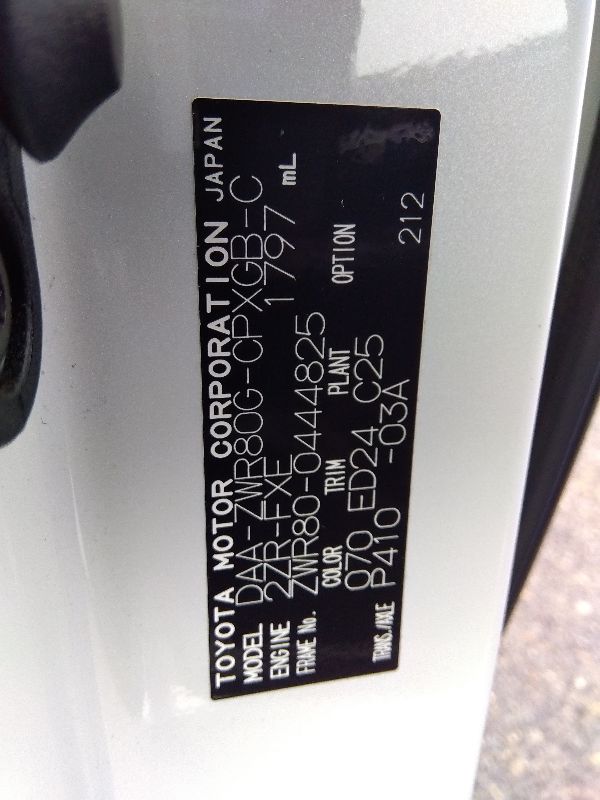 TOYOTA MOTOR CORPORATION JAPAN
MODEL DAA-ZWR80G-CPXGB-C
ENGINE 2ZR-FXE 1797 mL
FRAME No. ZWR80-0444825
COLOR TRIM PLANT OPTION
070 ED24 C25
TRANS./AXLE P410 -03A 212